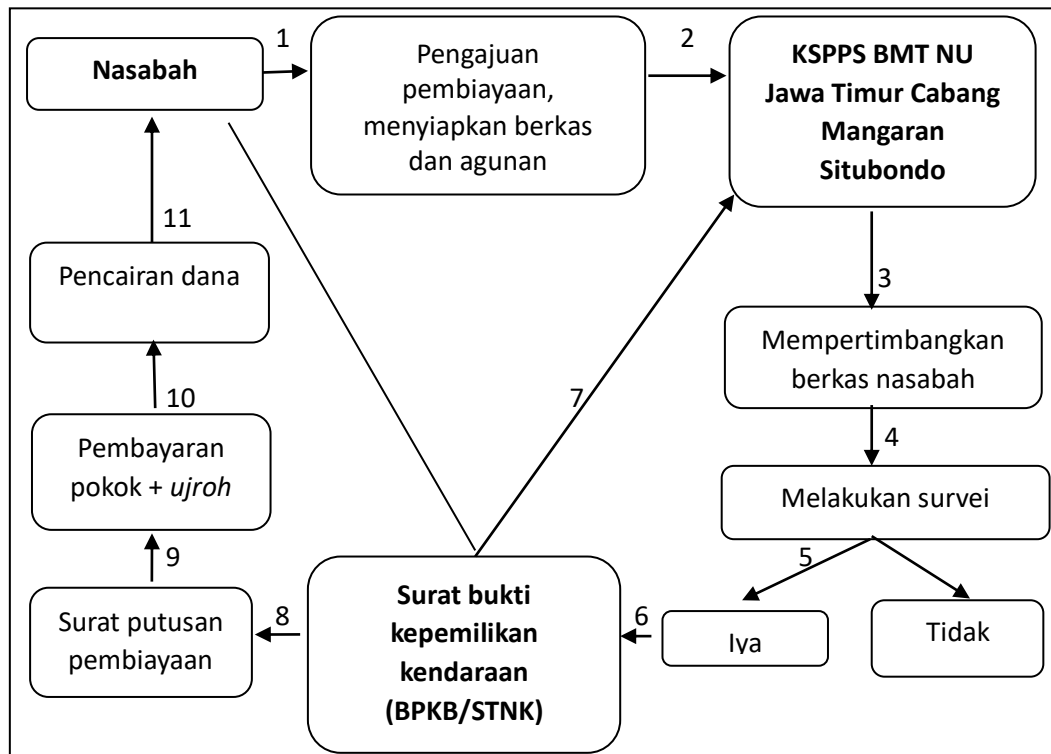 Nasabah
1
Pengajuan
pembiayaan,
menyiapkan berkas
dan agunan
2
KSPPS BMT NU
Jawa Timur Cabang
Mangaran
Situbondo
3
Mempertimbangkan
berkas nasabah
4
Melakukan survei
5
Iya
Tidak
6
Surat bukti
kepemilikan
kendaraan
(BPKB/STNK)
7
8
Surat putusan
pembiayaan
9
Pembayaran
pokok + ujroh
10
Pencairan dana
11